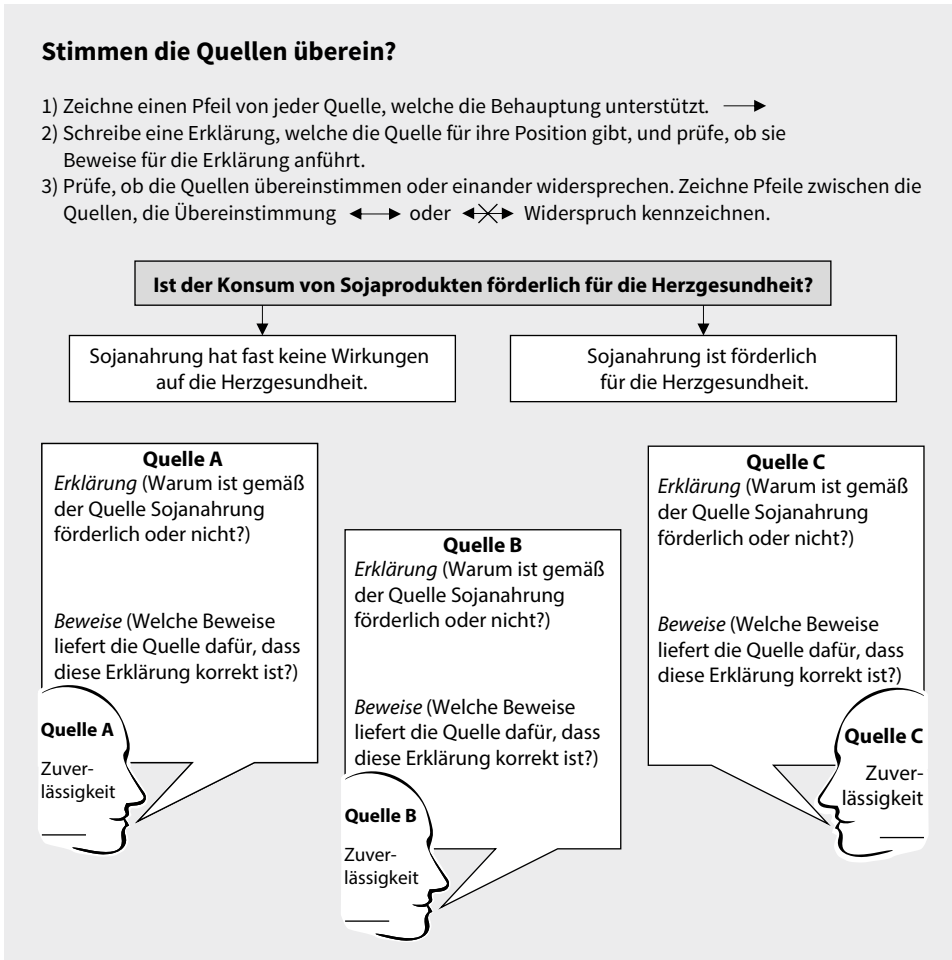 Stimmen die Quellen überein?
1) Zeichne einen Pfeil von jeder Quelle, welche die Behauptung unterstützt.
2) Schreibe eine Erklärung, welche die Quelle für ihre Position gibt, und prüfe, ob sie
Beweise für die Erklärung anführt.
3) Prüfe, ob die Quellen übereinstimmen oder einander widersprechen. Zeichne Pfeile zwischen die
Quellen, die Übereinstimmung oder Widerspruch kennzeichnen.
Ist der Konsum von Sojaprodukten förderlich für die Herzgesundheit?
Sojanahrung hat fast keine Wirkungen
auf die Herzgesundheit.
Sojanahrung ist förderlich
für die Herzgesundheit.
Quelle A
Erklärung (Warum ist gemäß
der Quelle Sojanahrung
förderlich oder nicht?)
Beweise (Welche Beweise
liefert die Quelle dafür, dass
diese Erklärung korrekt ist?)
Quelle A
Zuver-
lässigkeit
Quelle B
Erklärung (Warum ist gemäß
der Quelle Sojanahrung
förderlich oder nicht?)
Beweise (Welche Beweise
liefert die Quelle dafür, dass
diese Erklärung korrekt ist?)
Quelle B
Zuver-
lässigkeit
Quelle C
Erklärung (Warum ist gemäß
der Quelle Sojanahrung
förderlich oder nicht?)
Beweise (Welche Beweise
liefert die Quelle dafür, dass
diese Erklärung korrekt ist?)
Quelle C
Zuver-
lässigkeit